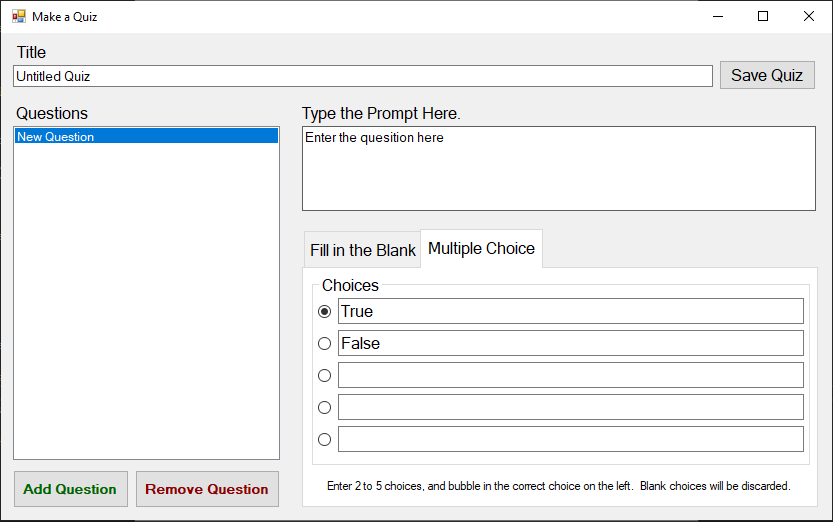 Make a Quiz
Title
Untitled Quiz
Save Quiz
Questions
New Question
Add Question
Remove Question
Type the Prompt Here.
Enter the quesition here
Fill in the Blank
Multiple Choice
Choices
True
False
Enter 2 to 5 choices, and bubble in the correct choice on the left.  Blank choices will be discarded.